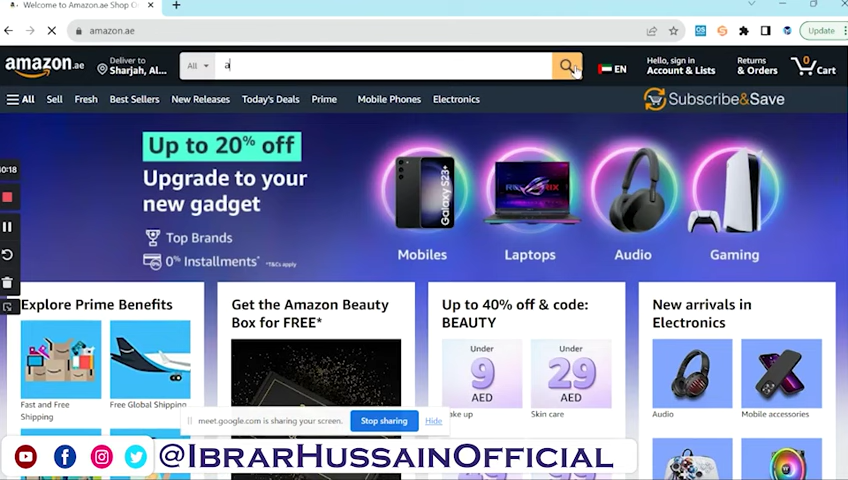 Welcome to Amazon.ae Shop O
amazon.ae
Update
amazon.ae
Deliver to
Sharjah, Al...
All
a
EN
Hello, sign in
Account & Lists
Returns
& Orders
0
Cart
All
Sell
Fresh
Best Sellers
New Releases
Today's Deals
Prime
Mobile Phones
Electronics
Subscribe&Save
Up to 20% off
Upgrade to your
new gadget
Top Brands
0% Installments*
*T&Cs apply
Galaxy S23+
Mobiles
Laptops
Audio
Gaming
0:18
Explore Prime Benefits
Fast and Free
Shipping
Free Global Shipping
Get the Amazon Beauty
Box for FREE*
Up to 40% off & code:
BEAUTY
Under
9
AED
Under
29
AED
ke up
Skin care
New arrivals in
Electronics
Audio
Mobile accessories
meet.google.com is sharing your screen.
Stop sharing
Hide
@IbrarHussainOfficial